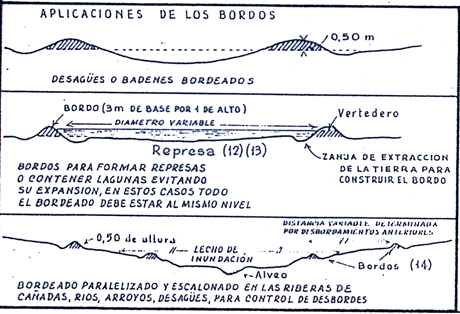 APLICACIONES DE LOS BORDOS
0,50 m
DESAGÜES O BADENES BORDEADOS
BORDO (3m DE BASE POR 1 DE ALTO)
DIAMETRO VARIABLE
Vertedero
Represa (12) (13)
ZANJA DE EXTRACCION
DE LA TIERRA PARA
CONSTRUIR EL BORDO
BORDOS PARA FORMAR REPRESAS
O CONTENER LAGUNAS EVITANDO
SU EXPANSION, EN ESTOS CASOS TODO
EL BORDEADO DEBE ESTAR AL MISMO NIVEL
DISTANCIA VARIABLE DETERMINADA
POR DESBORDAMIENTOS ANTERIORES
0,50 de altura
LECHO DE
INUNDACIÓN
Bordos (14)
Alveo
BORDEADO PARALELIZADO Y ESCALONADO EN LAS RIBERAS DE
CAÑADAS, RIOS, ARROYOS, DESAGÜES, PARA CONTROL DE DESBORDES